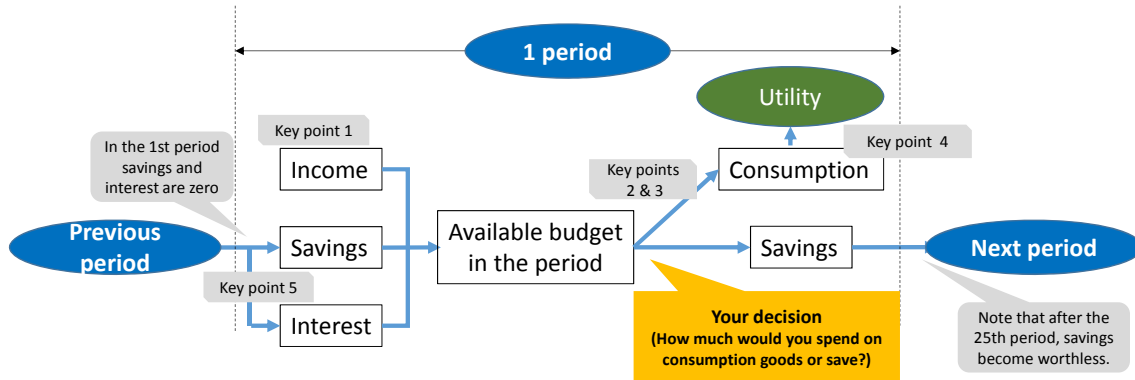 1 period
Utility
Key point 1
Key point 4
In the 1st period
savings and
interest are zero
Income
Key points
2 & 3
Consumption
Previous
period
Savings
Available budget
in the period
Savings
Next period
Key point 5
Interest
Your decision
(How much would you spend on
consumption goods or save?)
Note that after the
25th period, savings
become worthless.